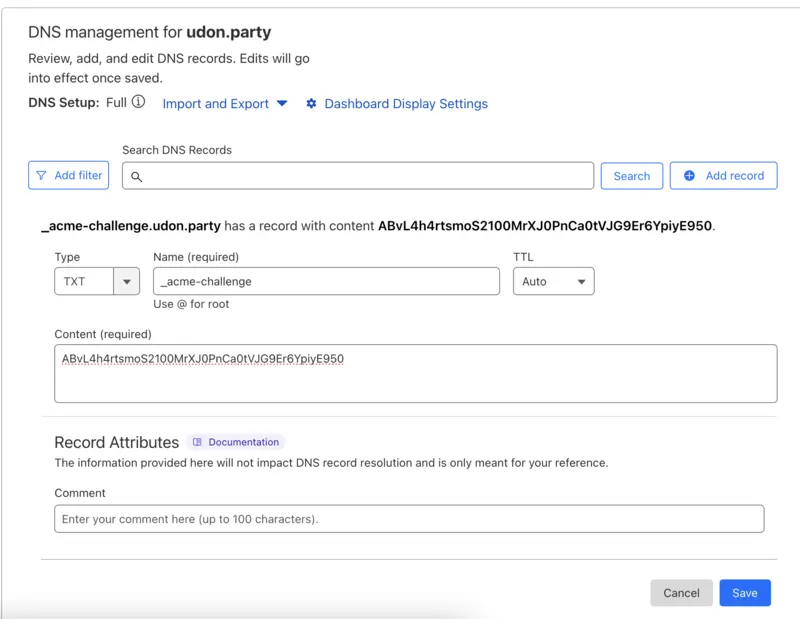 DNS management for udon.party
Review, add, and edit DNS records. Edits will go
into effect once saved.
DNS Setup: Full Import and Export Dashboard Display Settings
Search DNS Records
Add filter Search Add record
_acme-challenge.udon.party has a record with content ABvL4h4rtsmoS2100MrXJ0PnCa0tVJG9Er6YpiyE950.
Type Name (required) TTL
TXT _acme-challenge Auto
Use @ for root
Content (required)
ABvL4h4rtsmoS2100MrXJ0PnCa0tVJG9Er6YpiyE950
Record Attributes Documentation
The information provided here will not impact DNS record resolution and is only meant for your reference.
Comment
Enter your comment here (up to 100 characters).
Cancel Save